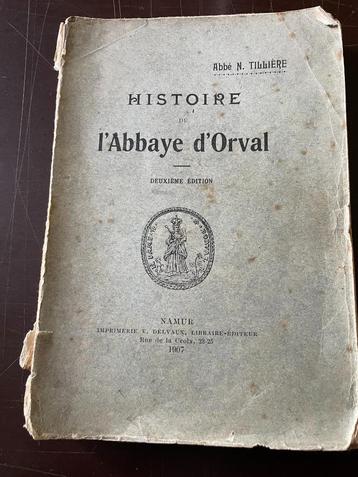 Abbé N. TILLIÈRE
HISTOIRE
DE
l'Abbaye d'Orval
DEUXIÈME ÉDITION
NAMUR
IMPRIMERIE V. DELVAUX, LIBRAIRE-ÉDITEUR
Rue de la Croix, 23-25
1907